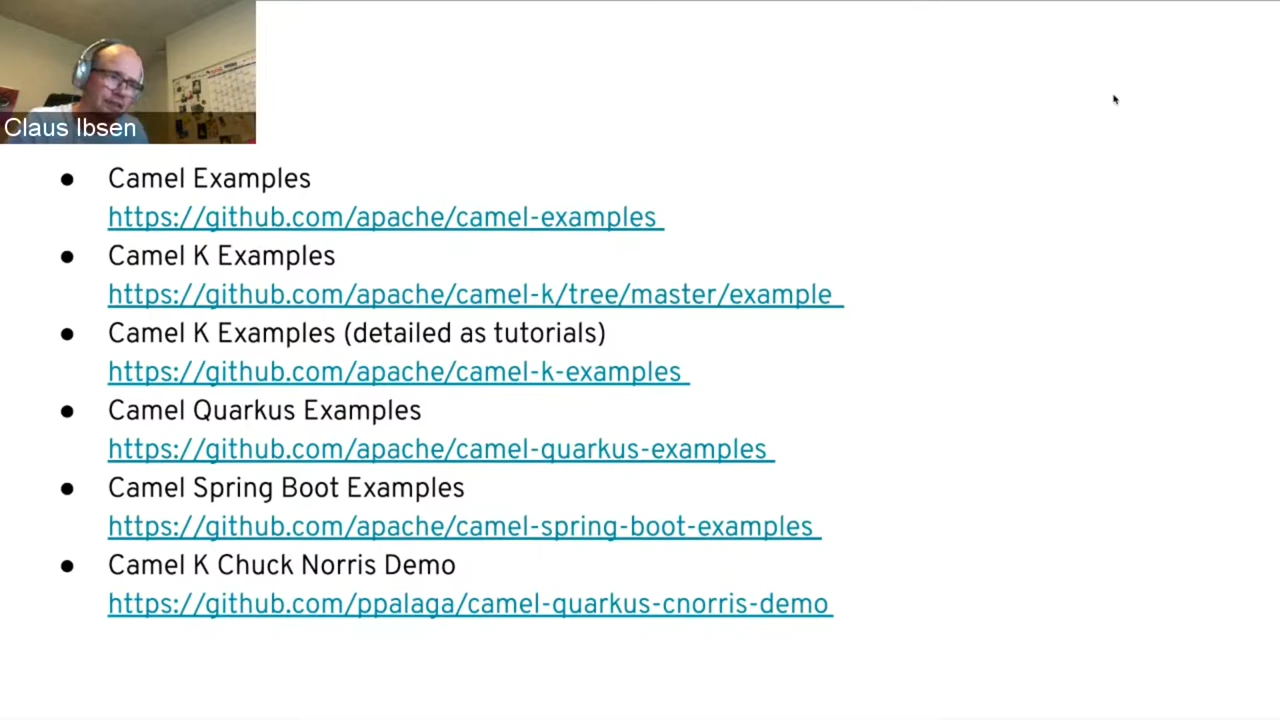 Claus Ibsen
● Camel Examples
https://github.com/apache/camel-examples
● Camel K Examples
https://github.com/apache/camel-k/tree/master/example
● Camel K Examples (detailed as tutorials)
https://github.com/apache/camel-k-examples
● Camel Quarkus Examples
https://github.com/apache/camel-quarkus-examples
● Camel Spring Boot Examples
https://github.com/apache/camel-spring-boot-examples
● Camel K Chuck Norris Demo
https://github.com/ppalaga/camel-quarkus-cnorris-demo